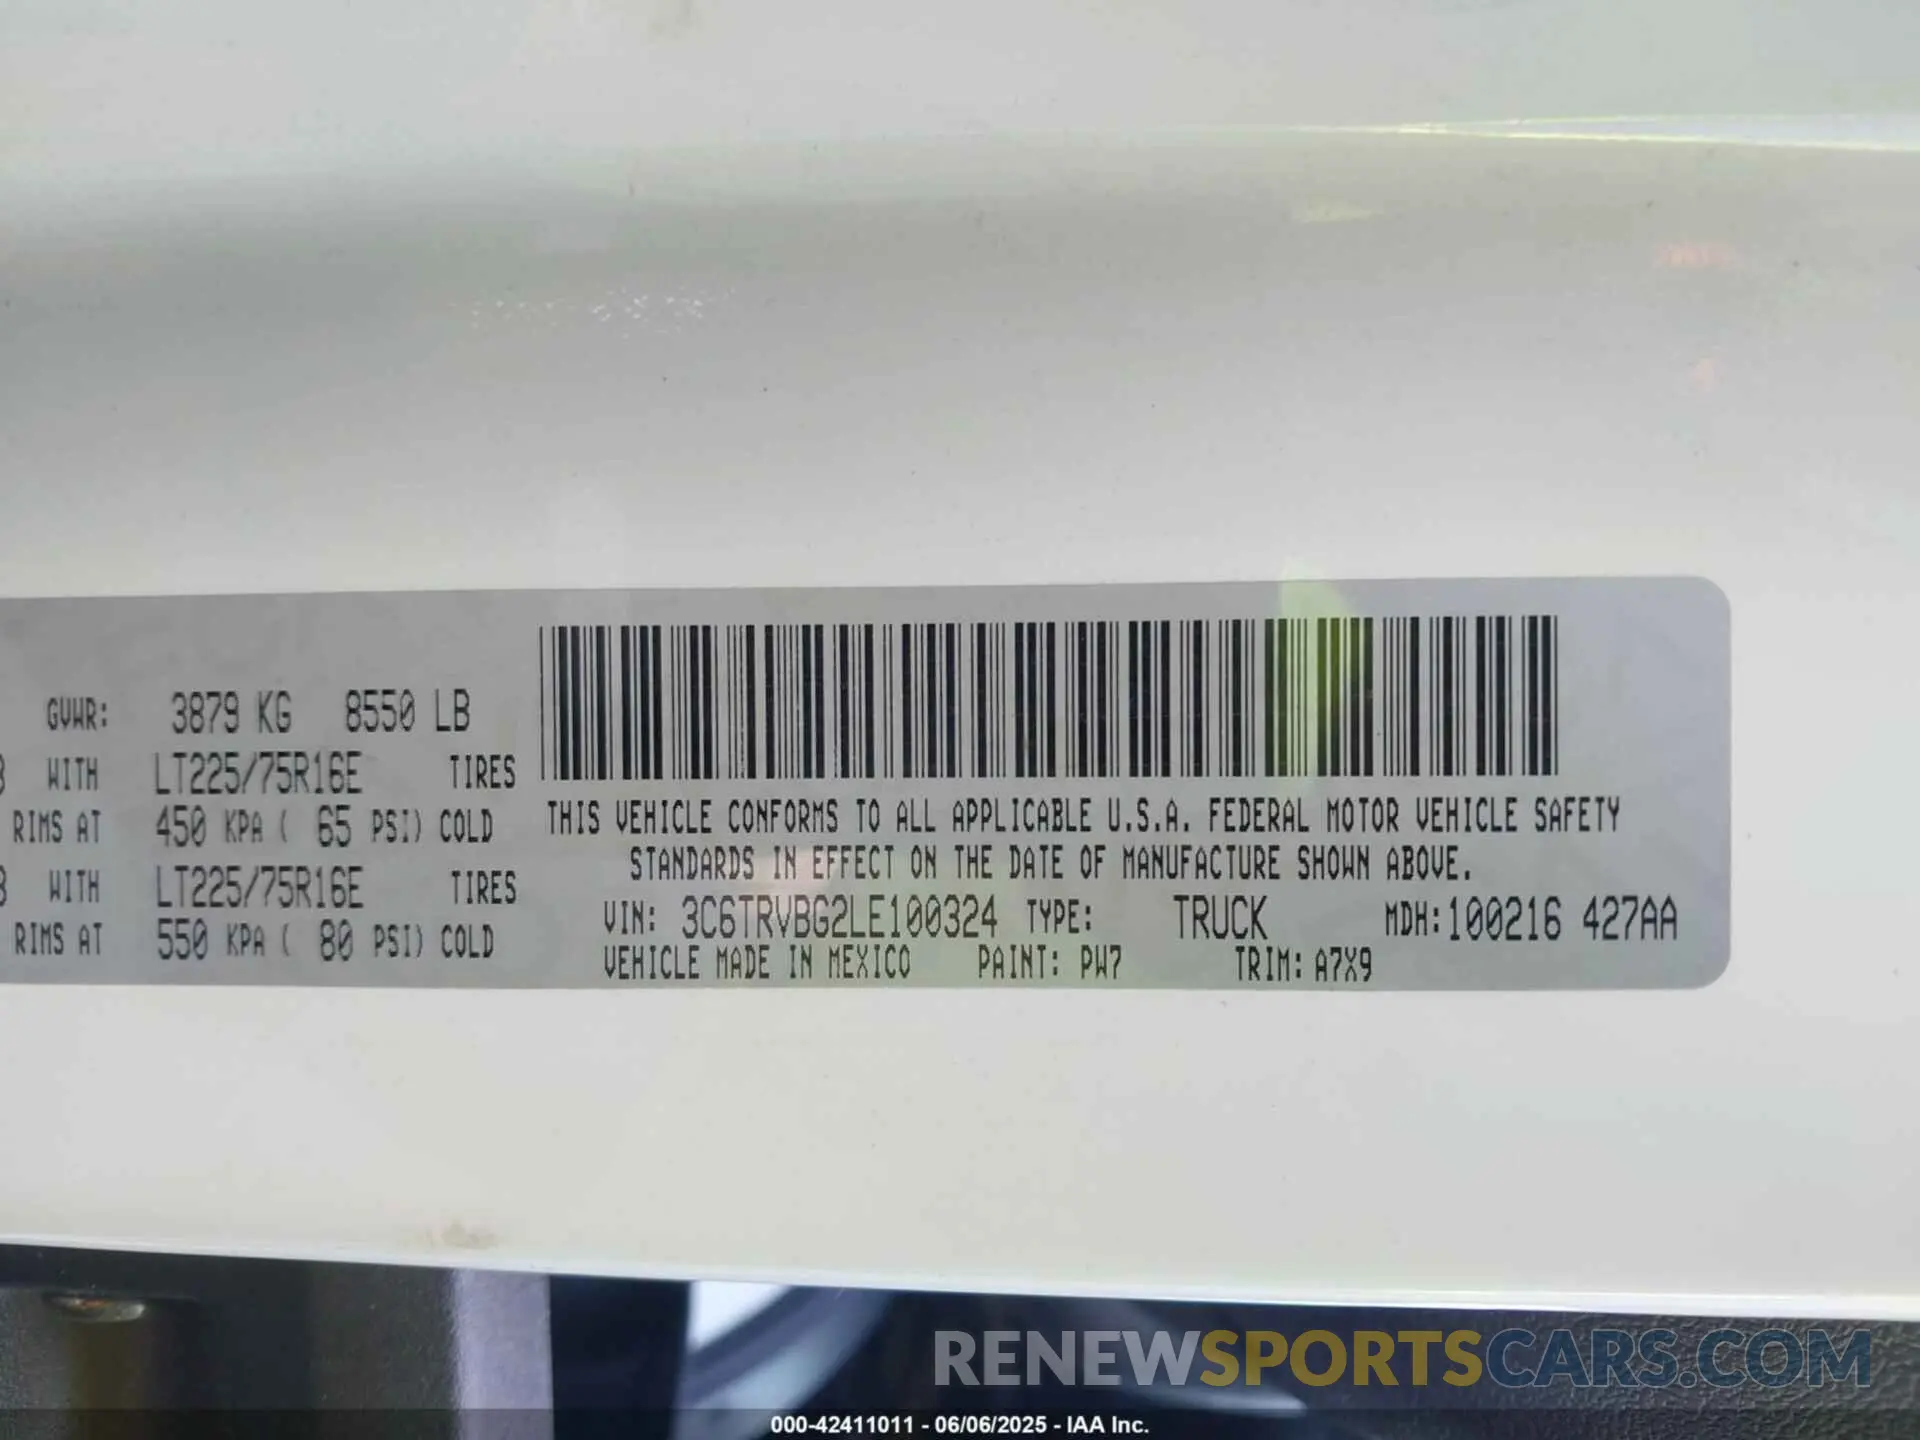 GVWR: 3879 KG 8550 LB
WITH LT225/75R16E TIRES
RIMS AT 450 KPA ( 65 PSI) COLD
WITH LT225/75R16E TIRES
RIMS AT 550 KPA ( 80 PSI) COLD
THIS VEHICLE CONFORMS TO ALL APPLICABLE U.S.A. FEDERAL MOTOR VEHICLE SAFETY
STANDARDS IN EFFECT ON THE DATE OF MANUFACTURE SHOWN ABOVE.
VIN: 3C6TRVBG2LE100324 TYPE: TRUCK MDH:100216 427AA
VEHICLE MADE IN MEXICO PAINT: PW7 TRIM: A7X9
RENEWSPORTSCARS.COM
000-42411011 - 06/06/2025 - IAA Inc.